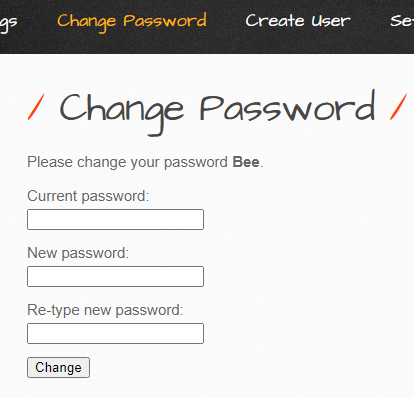 gs Change Password Create User Se
/ Change Password /
Please change your password Bee.
Current password:
New password:
Re-type new password:
Change